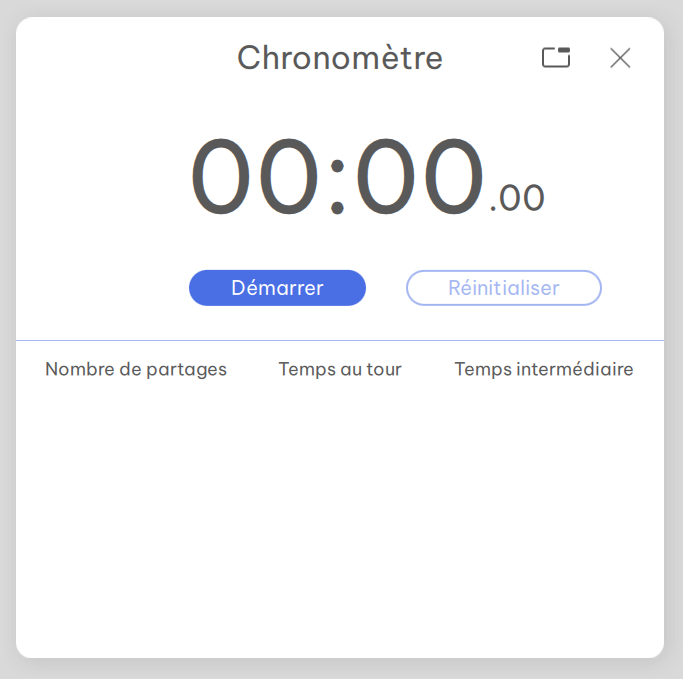 Chronomètre
00:00.00
Démarrer Réinitialiser
Nombre de partages Temps au tour Temps intermédiaire